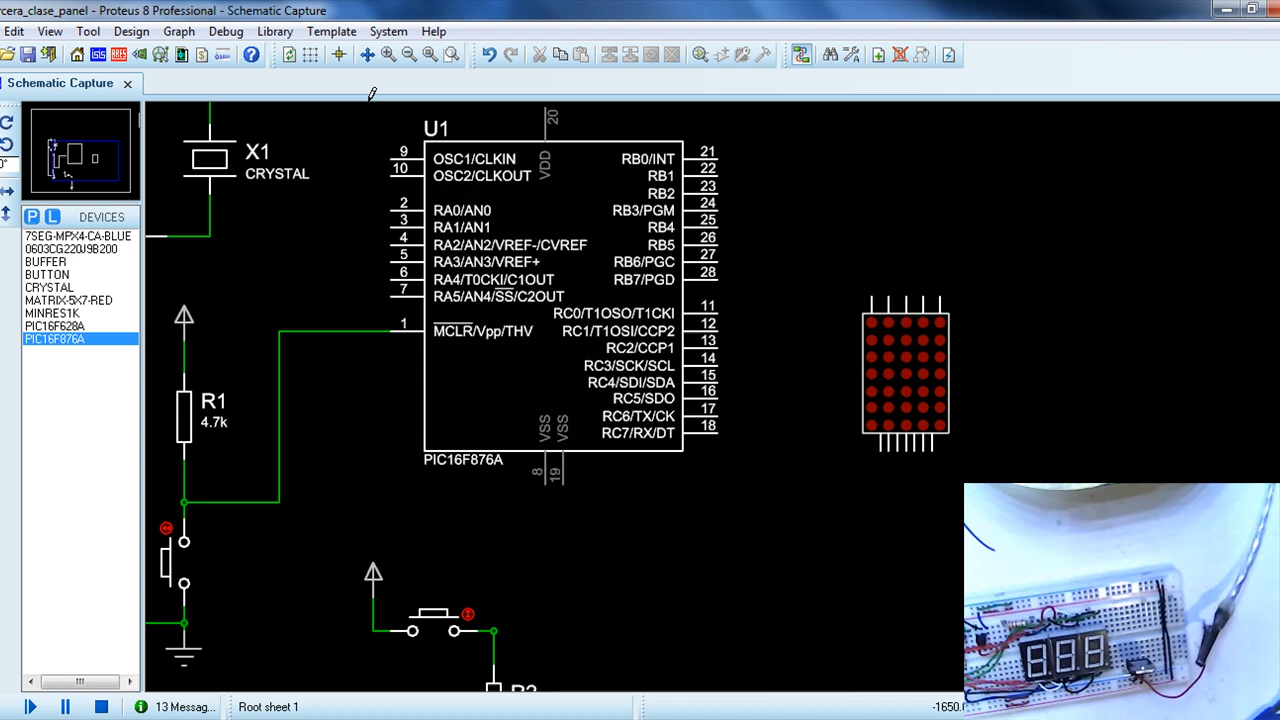 rcera_clase_panel - Proteus 8 Professional - Schematic Capture
Edit View Tool Design Graph Debug Library Template System Help
Schematic Capture
P L DEVICES
7SEG-MPX4-CA-BLUE
0603CG220J9B200
BUFFER
BUTTON
CRYSTAL
MATRIX-5X7-RED
MINRES1K
PIC16F628A
PIC16F876A
X1
CRYSTAL
R1
4.7k
U1
20
VDD
9 OSC1/CLKIN
10 OSC2/CLKOUT
2 RA0/AN0
3 RA1/AN1
4 RA2/AN2/VREF-/CVREF
5 RA3/AN3/VREF+
6 RA4/T0CKI/C1OUT
7 RA5/AN4/SS/C2OUT
1 MCLR/Vpp/THV
RB0/INT 21
RB1 22
RB2 23
RB3/PGM 24
RB4 25
RB5 26
RB6/PGC 27
RB7/PGD 28
RC0/T1OSO/T1CKI 11
RC1/T1OSI/CCP2 12
RC2/CCP1 13
RC3/SCK/SCL 14
RC4/SDI/SDA 15
RC5/SDO 16
RC6/TX/CK 17
RC7/RX/DT 18
VSS VSS
8 19
PIC16F876A
13 Messag...
Root sheet 1
-1650.0